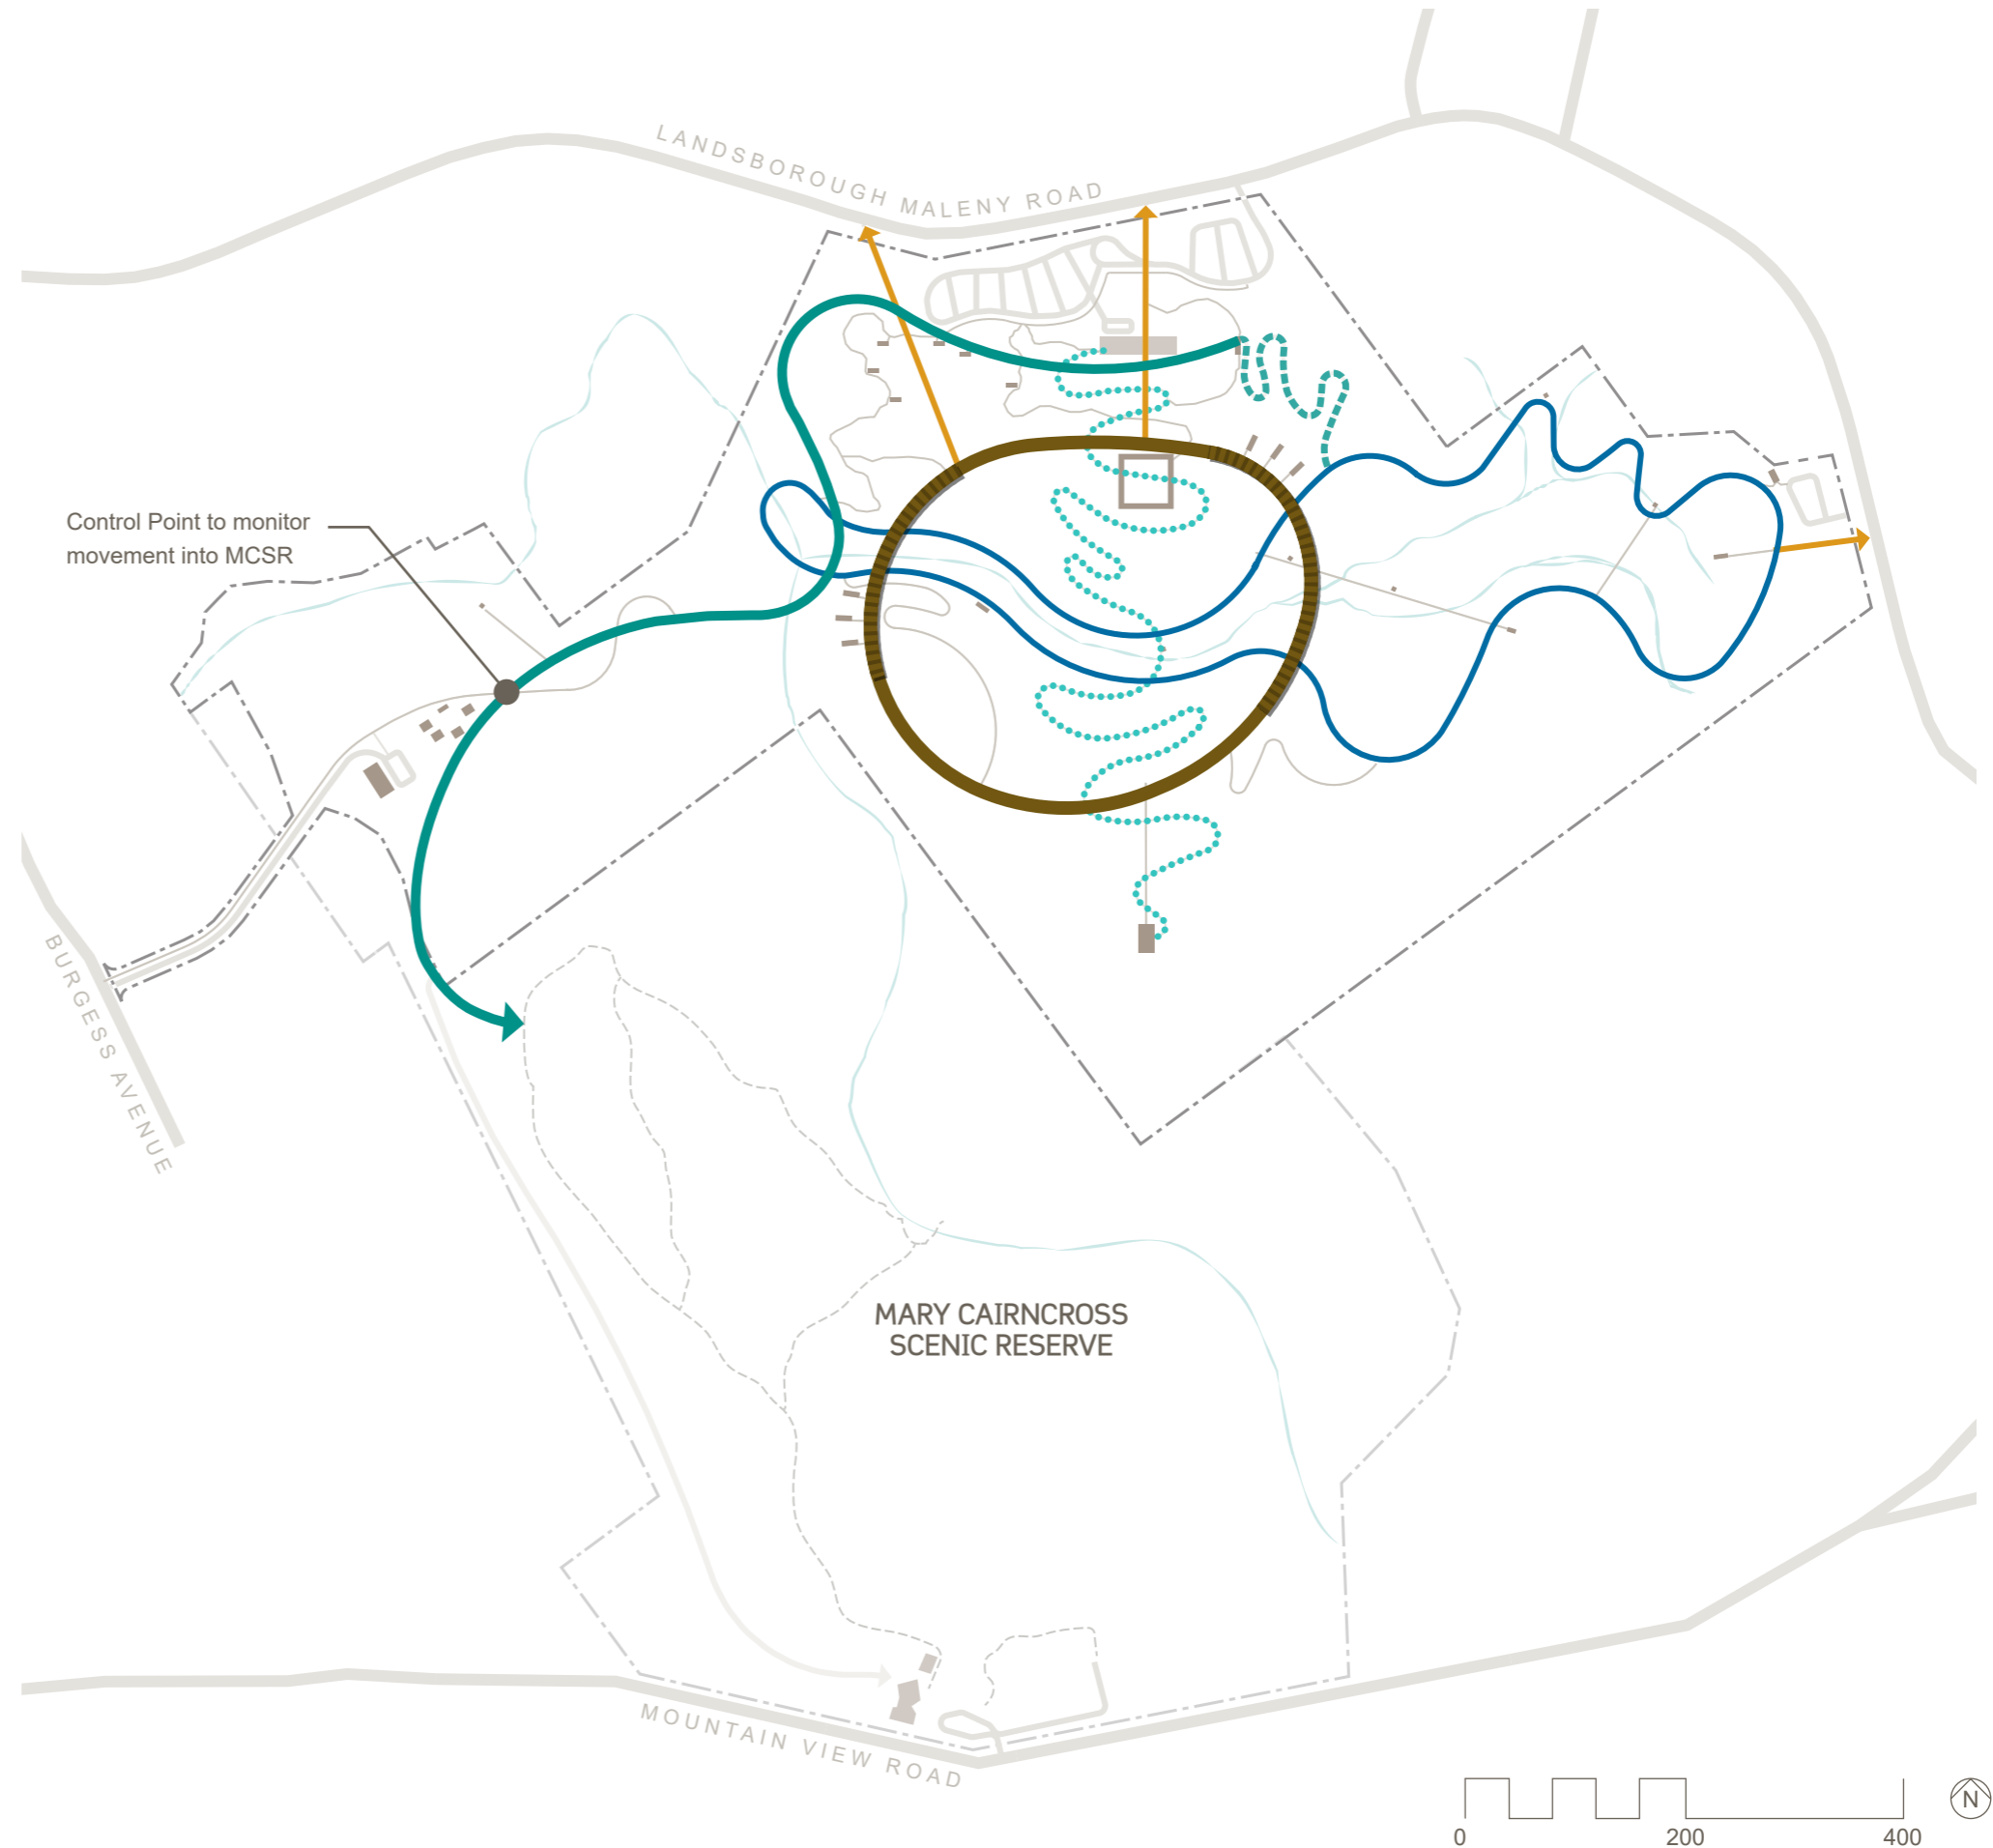 LANDSBOROUGH MALENY ROAD
Control Point to monitor
movement into MCSR
BURGESS AVENUE
MARY CAIRNCROSS
SCENIC RESERVE
MOUNTAIN VIEW ROAD
N
0 200 400